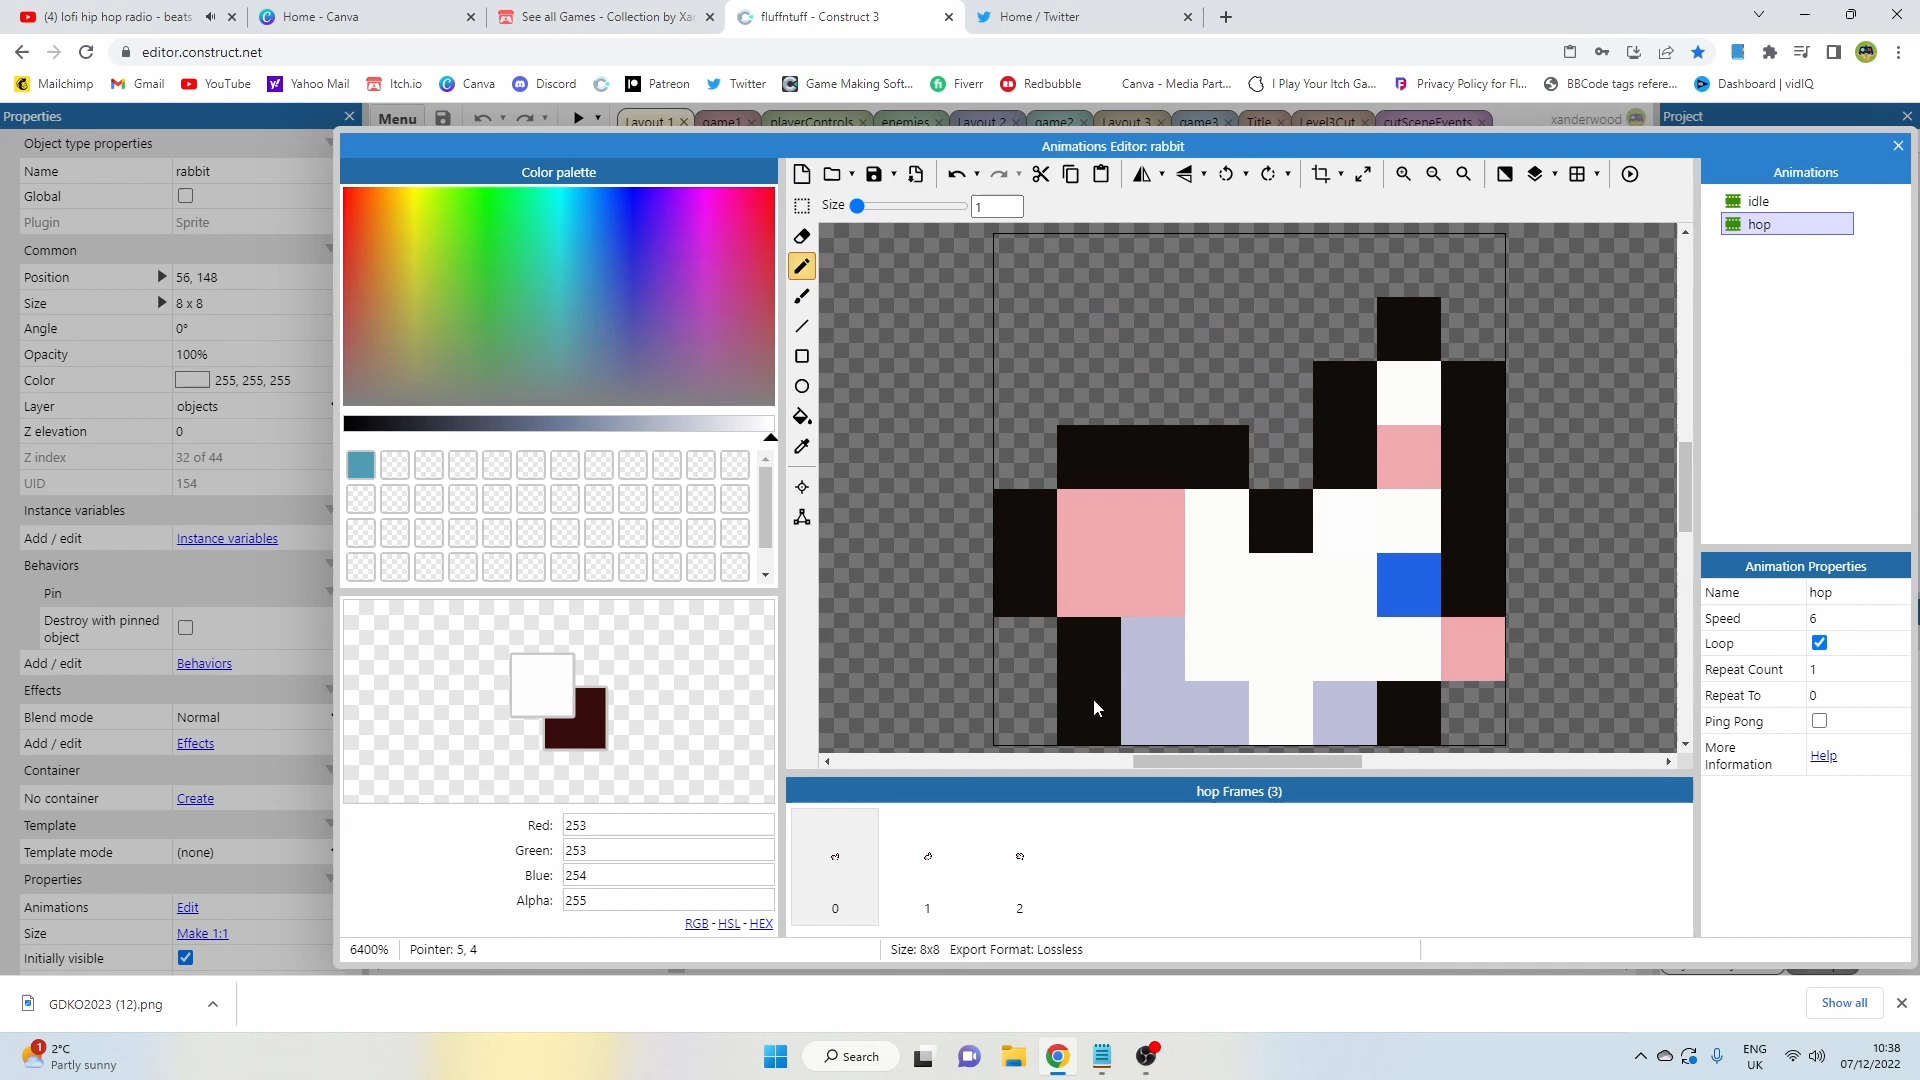 (4) lofi hip hop radio - beats
Home - Canva
See all Games - Collection by Xar
fluffntuff - Construct 3
Home / Twitter
editor.construct.net
Mailchimp
Gmail
YouTube
Yahoo Mail
Itch.io
Canva
Discord
Patreon
Twitter
Game Making Soft...
Fiverr
Redbubble
Canva - Media Part...
I Play Your Itch Ga...
Privacy Policy for Fl...
BBCode tags refere...
Dashboard | vidIQ
Properties
Menu
Layout 1
game1
playerControls
enemies
Layout 2
game2
Layout 3
game3
Title
Level3Cut
cutSceneEvents
xanderwood
Project
Animations Editor: rabbit
Object type properties
Name rabbit
Global
Plugin Sprite
Common
Position 56, 148
Size 8 x 8
Angle 0°
Opacity 100%
Color 255, 255, 255
Layer objects
Z elevation 0
Z index 32 of 44
UID 154
Instance variables
Add / edit Instance variables
Behaviors
Pin
Destroy with pinned
object
Add / edit Behaviors
Effects
Blend mode Normal
Add / edit Effects
Container
No container Create
Template
Template mode (none)
Properties
Animations Edit
Size Make 1:1
Initially visible
Color palette
Size 1
Red: 253
Green: 253
Blue: 254
Alpha: 255
RGB - HSL - HEX
6400% Pointer: 5, 4
Size: 8x8 Export Format: Lossless
hop Frames (3)
0 1 2
Animations
idle
hop
Animation Properties
Name hop
Speed 6
Loop
Repeat Count 1
Repeat To 0
Ping Pong
More
Information Help
GDKO2023 (12).png
Show all
1
2°C
Partly sunny
Search
ENG
UK
10:38
07/12/2022